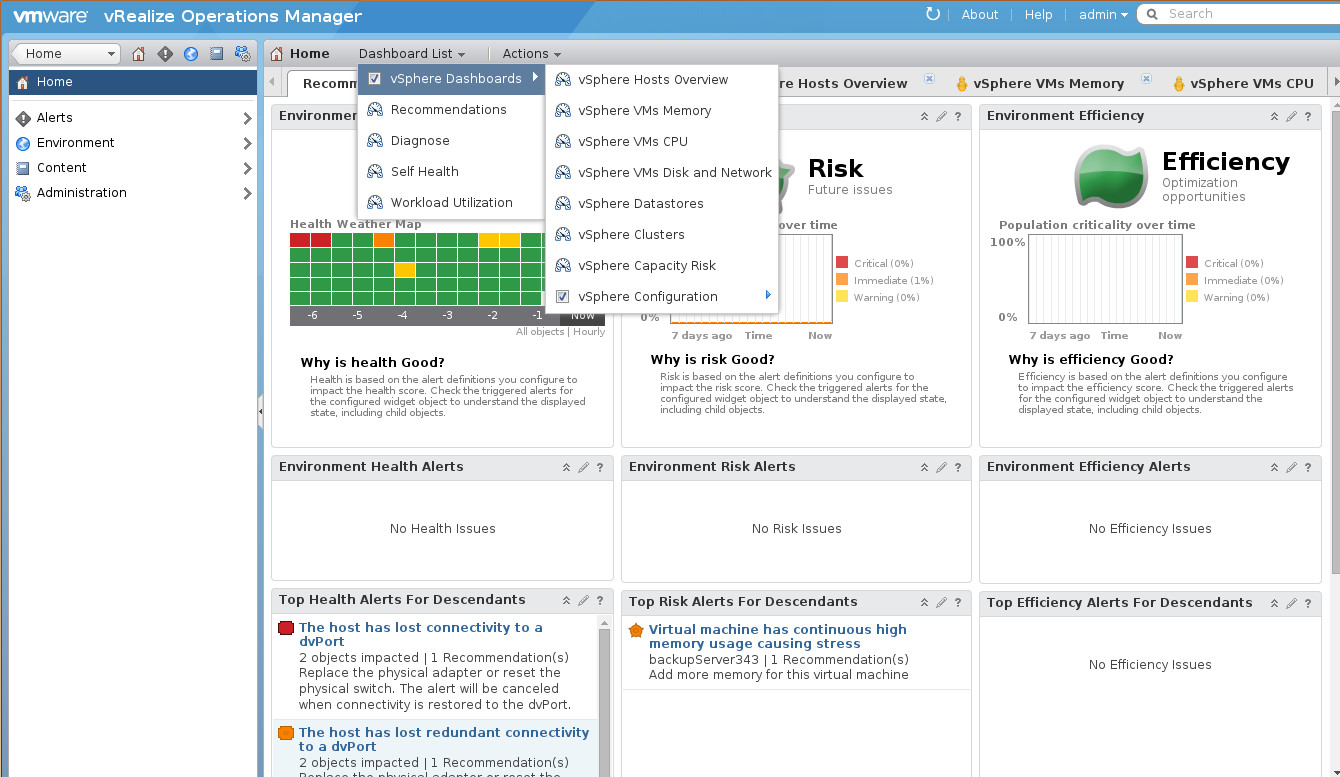 vmware vRealize Operations Manager
About Help admin Search
Home
Home Dashboard List Actions
Home
Alerts
Environment
Content
Administration
vSphere Dashboards
Recommendations
Diagnose
Self Health
Workload Utilization
vSphere Hosts Overview
vSphere VMs Memory
vSphere VMs CPU
vSphere VMs Disk and Network
vSphere Datastores
vSphere Clusters
vSphere Capacity Risk
vSphere Configuration
Recomm
re Hosts Overview
vSphere VMs Memory
vSphere VMs CPU
Environmen
?
Health Weather Map
-6 -5 -4 -3 -2 -1 Now
All objects | Hourly
Why is health Good?
Health is based on the alert definitions you configure to
impact the health score. Check the triggered alerts for
the configured widget object to understand the displayed
state, including child objects.
Risk
Future issues
over time
Critical (0%)
Immediate (1%)
Warning (0%)
0%
7 days ago Time Now
Why is risk Good?
Risk is based on the alert definitions you configure to
impact the risk score. Check the triggered alerts for the
configured widget object to understand the displayed state,
including child objects.
Environment Efficiency ?
Efficiency
Optimization
opportunities
Population criticality over time
100%
Critical (0%)
Immediate (0%)
Warning (0%)
0%
7 days ago Time Now
Why is efficiency Good?
Efficiency is based on the alert definitions you configure
to impact the efficiency score. Check the triggered alerts
for the configured widget object to understand the
displayed state, including child objects.
Environment Health Alerts ?
No Health Issues
Environment Risk Alerts ?
No Risk Issues
Environment Efficiency Alerts ?
No Efficiency Issues
Top Health Alerts For Descendants ?
The host has lost connectivity to a
dvPort
2 objects impacted | 1 Recommendation(s)
Replace the physical adapter or reset the
physical switch. The alert will be canceled
when connectivity is restored to the dvPort.
The host has lost redundant connectivity
to a dvPort
2 objects impacted | 1 Recommendation(s)
Replace the physical adapter or reset the
Top Risk Alerts For Descendants ?
Virtual machine has continuous high
memory usage causing stress
backupServer343 | 1 Recommendation(s)
Add more memory for this virtual machine
Top Efficiency Alerts For Descendants ?
No Efficiency Issues